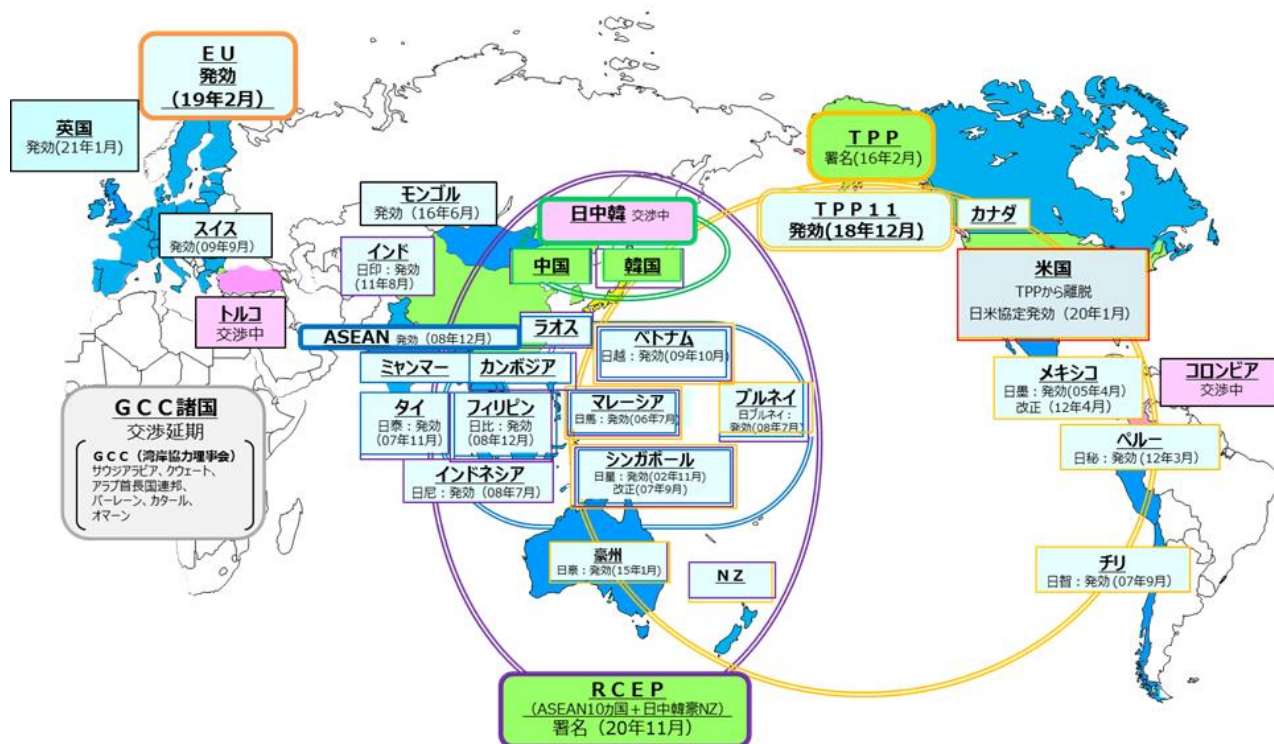 ＥＵ
発効
（19年2月）
英国
発効(21年1月)
ＴＰＰ
署名(16年2月)
モンゴル
発効（16年6月）
日中韓 交渉中
ＴＰＰ１１
発効(18年12月)
カナダ
スイス
発効(09年9月)
インド
日印：発効
(11年8月)
中国
韓国
米国
TPPから離脱
日米協定発効（20年1月）
トルコ
交渉中
ASEAN 発効（08年12月）
ラオス
ベトナム
日越：発効(09年10月)
ミャンマー
カンボジア
メキシコ
日墨：発効(05年4月)
改正（12年4月）
コロンビア
交渉中
ＧＣＣ諸国
交渉延期
ＧＣＣ（湾岸協力理事会）
サウジアラビア、クウェート、
アラブ首長国連邦、
バーレーン、カタール、
オマーン
タイ
日泰：発効
(07年11月)
フィリピン
日比：発効
(08年12月)
マレーシア
日馬：発効(06年7月)
ブルネイ
日ブルネイ：
発効(08年7月)
ペルー
日秘：発効(12年3月)
インドネシア
日尼：発効（08年7月）
シンガポール
日星：発効(02年11月)
改正(07年9月)
豪州
日豪：発効(15年1月)
ＮＺ
チリ
日智：発効(07年9月)
ＲＣＥＰ
(ASEAN10カ国＋日中韓豪NZ)
署名（20年11月）